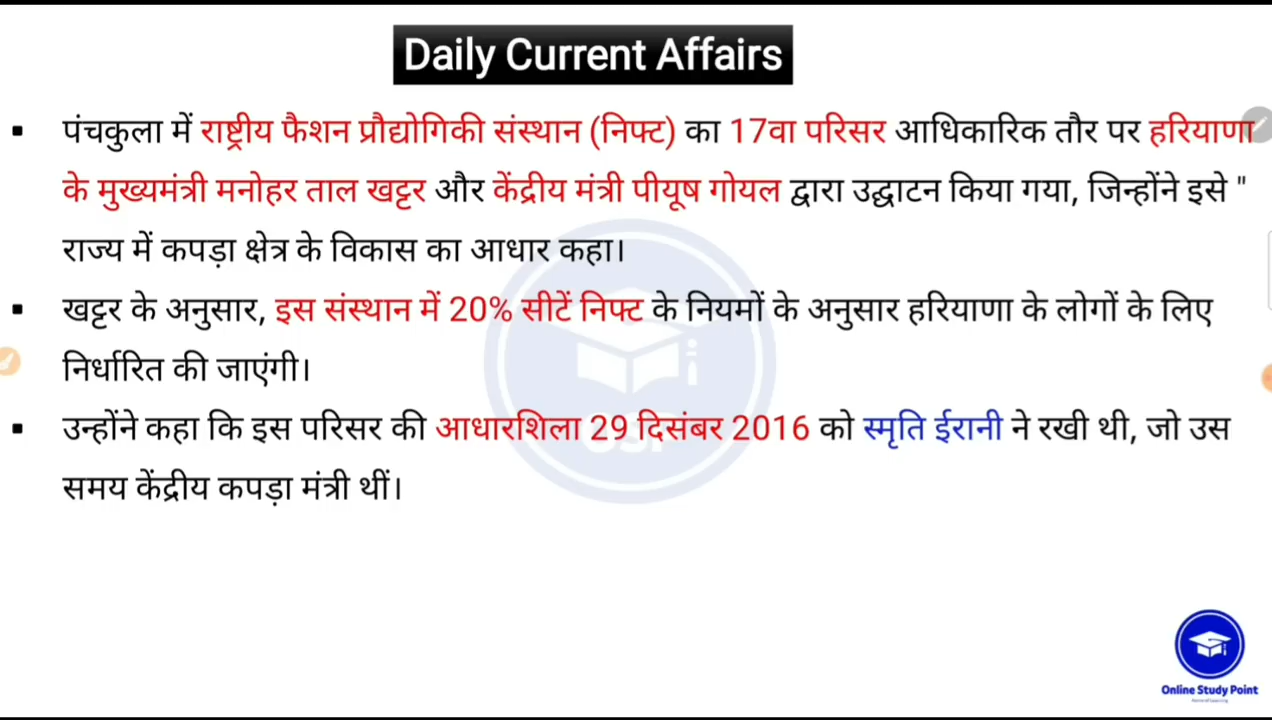 Daily Current Affairs
▪ पंचकुला में राष्ट्रीय फैशन प्रौद्योगिकी संस्थान (निफ्ट) का 17वा परिसर आधिकारिक तौर पर हरियाणा
के मुख्यमंत्री मनोहर ताल खट्टर और केंद्रीय मंत्री पीयूष गोयल द्वारा उद्घाटन किया गया, जिन्होंने इसे "
राज्य में कपड़ा क्षेत्र के विकास का आधार कहा।
▪ खट्टर के अनुसार, इस संस्थान में 20% सीटें निफ्ट के नियमों के अनुसार हरियाणा के लोगों के लिए
निर्धारित की जाएंगी।
▪ उन्होंने कहा कि इस परिसर की आधारशिला 29 दिसंबर 2016 को स्मृति ईरानी ने रखी थी, जो उस
समय केंद्रीय कपड़ा मंत्री थीं।
OSP
Online Study Point